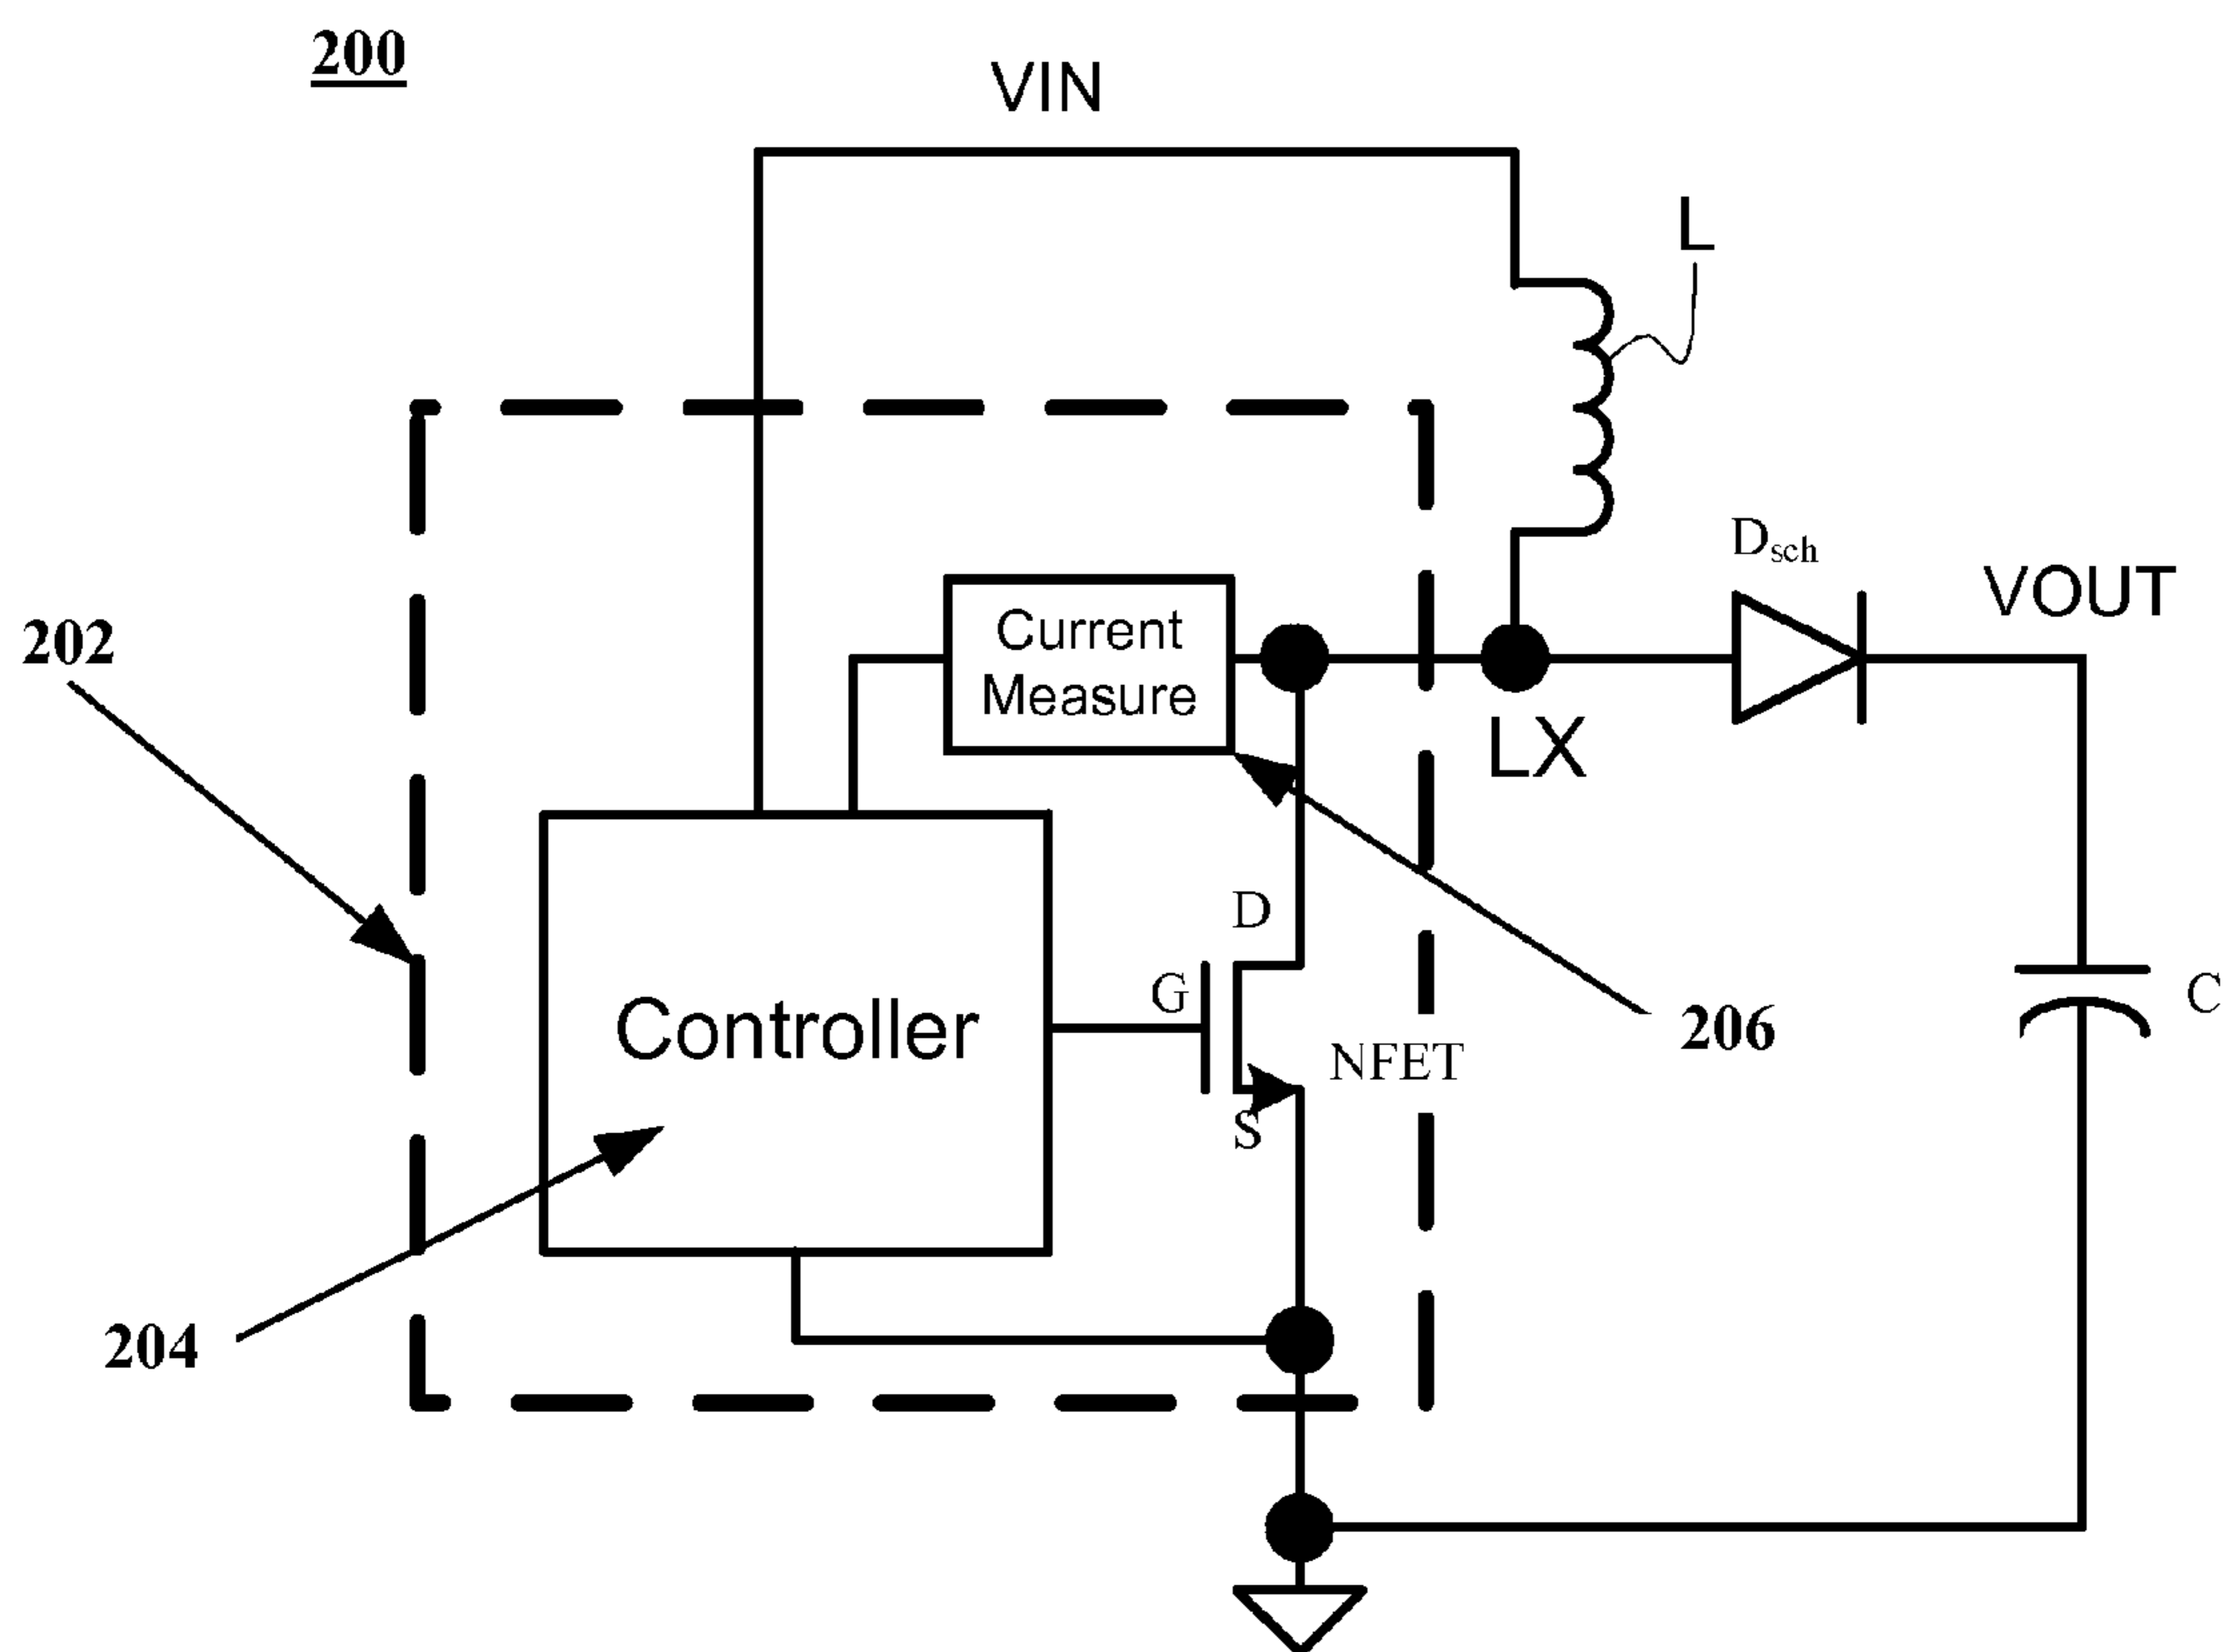 200
VIN
L
Dsch
VOUT
202
Current
Measure
LX
D
G
C
Controller
206
NFET
S
204